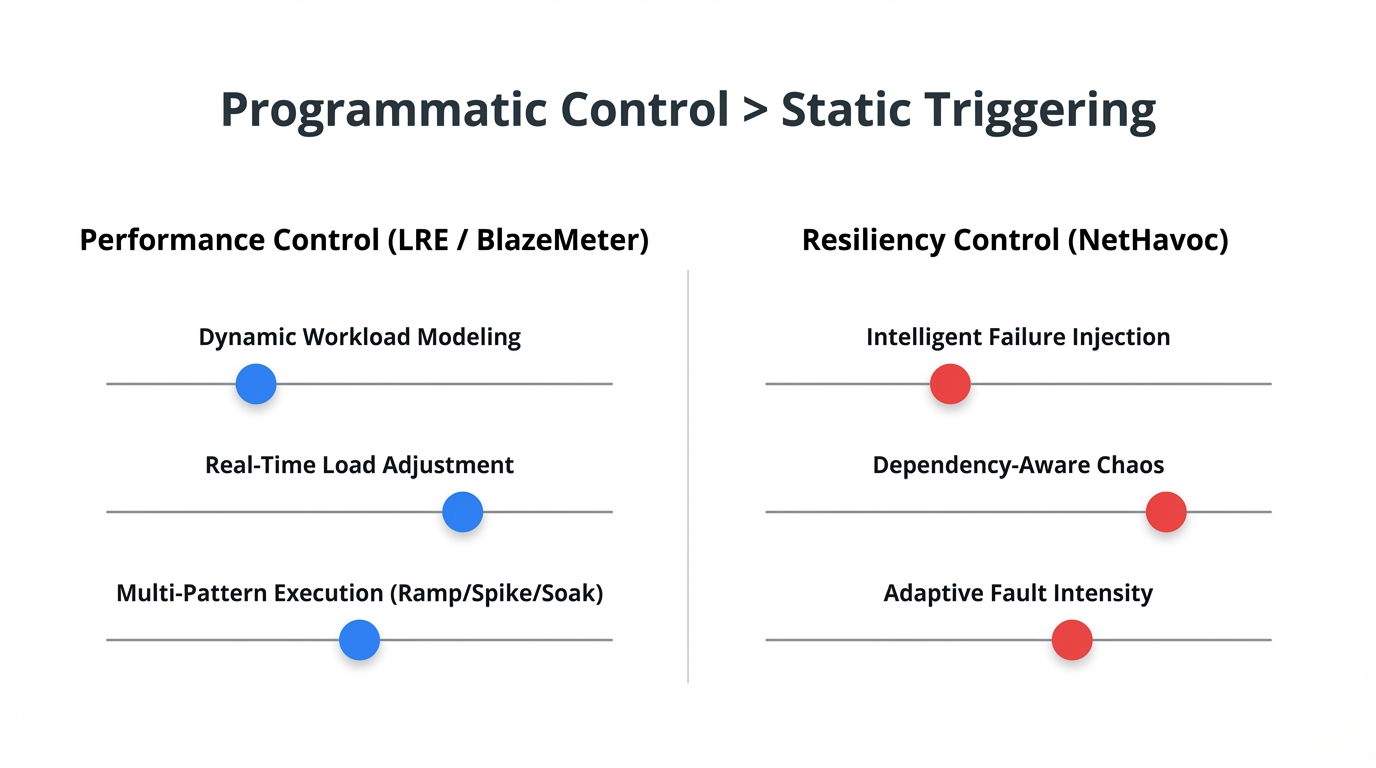 Programmatic Control > Static Triggering
Performance Control (LRE / BlazeMeter)
Dynamic Workload Modeling
Real-Time Load Adjustment
Multi-Pattern Execution (Ramp/Spike/Soak)
Resiliency Control (NetHavoc)
Intelligent Failure Injection
Dependency-Aware Chaos
Adaptive Fault Intensity